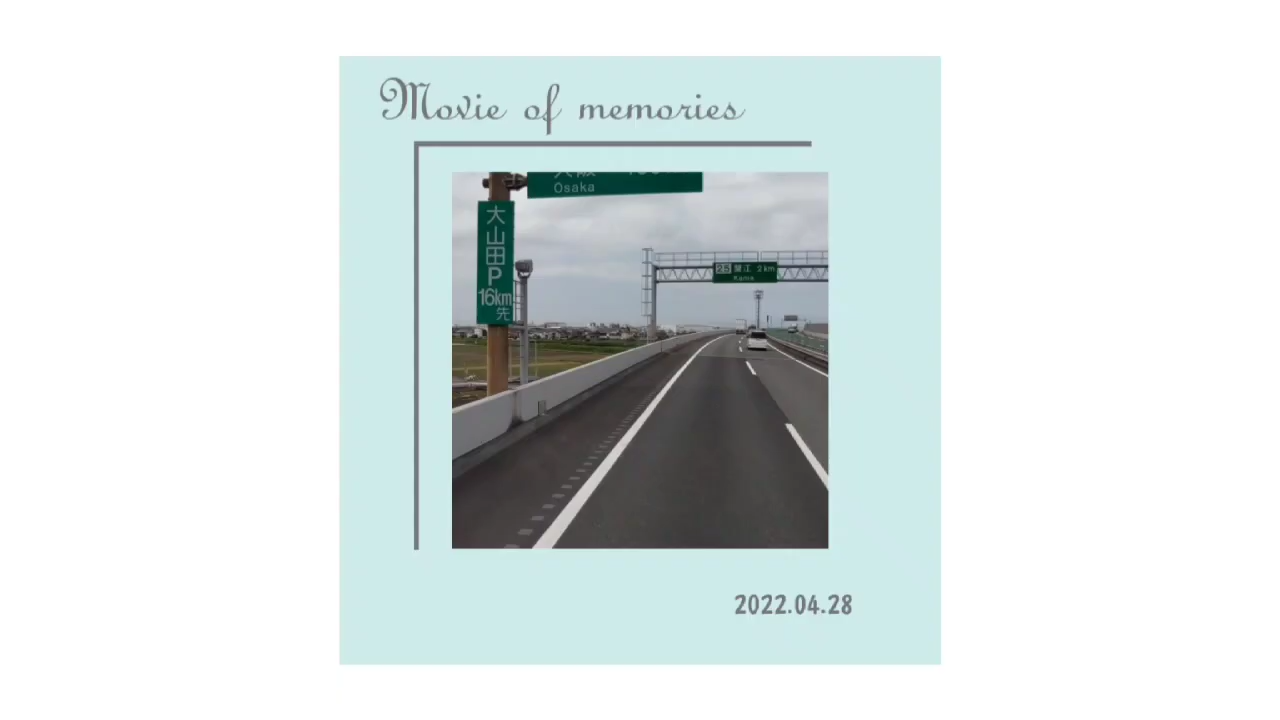 Movie of memories
Osaka
大
山
田
P
16km
先
25 蟹江 2km
Kanie
2022.04.28